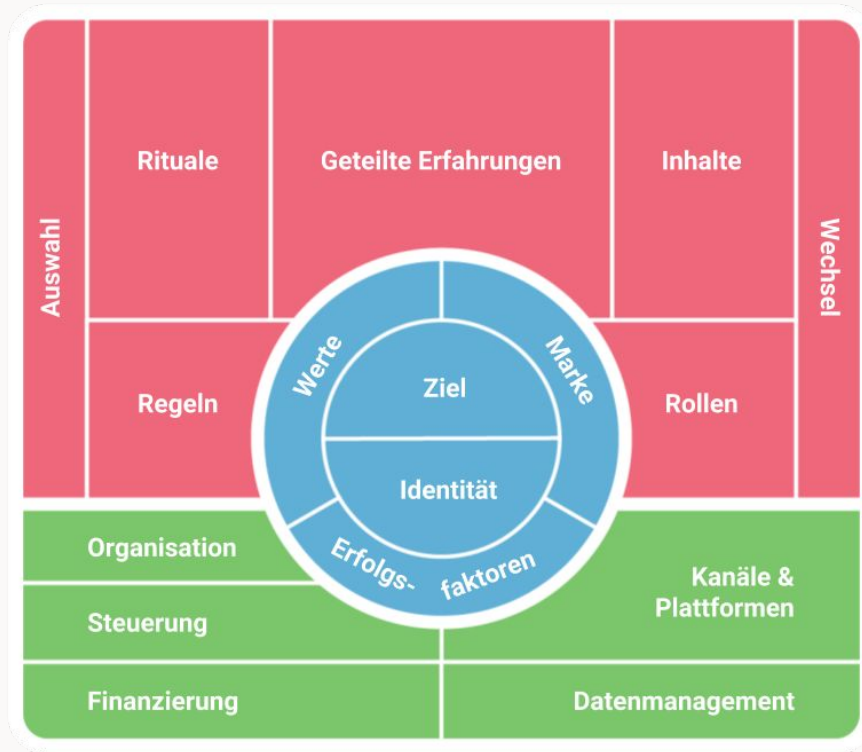 Auswahl
Rituale
Geteilte Erfahrungen
Inhalte
Wechsel
Regeln
Rollen
Werte
Marke
Ziel
Identität
Erfolgs-
faktoren
Organisation
Steuerung
Finanzierung
Kanäle &
Plattformen
Datenmanagement